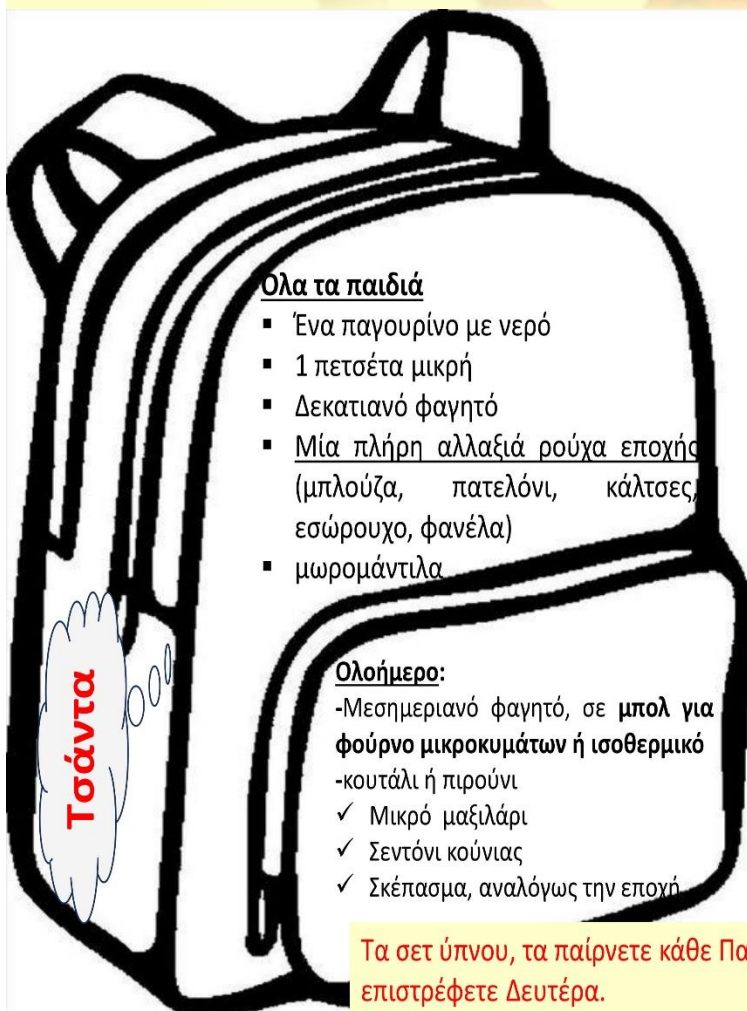 Όλα τα παιδιά
▪ Ένα παγουρίνο με νερό
▪ 1 πετσέτα μικρή
▪ Δεκατιανό φαγητό
▪ Μία πλήρη αλλαξιά ρούχα εποχής
(μπλούζα, πατελόνι, κάλτσες,
εσώρουχο, φανέλα)
▪ μωρομάντιλα
Τσάντα
Ολοήμερο:
-Μεσημεριανό φαγητό, σε μπολ για
φούρνο μικροκυμάτων ή ισοθερμικό
-κουτάλι ή πιρούνι
✓ Μικρό μαξιλάρι
✓ Σεντόνι κούνιας
✓ Σκέπασμα, αναλόγως την εποχή
Τα σετ ύπνου, τα παίρνετε κάθε Πα
επιστρέφετε Δευτέρα.